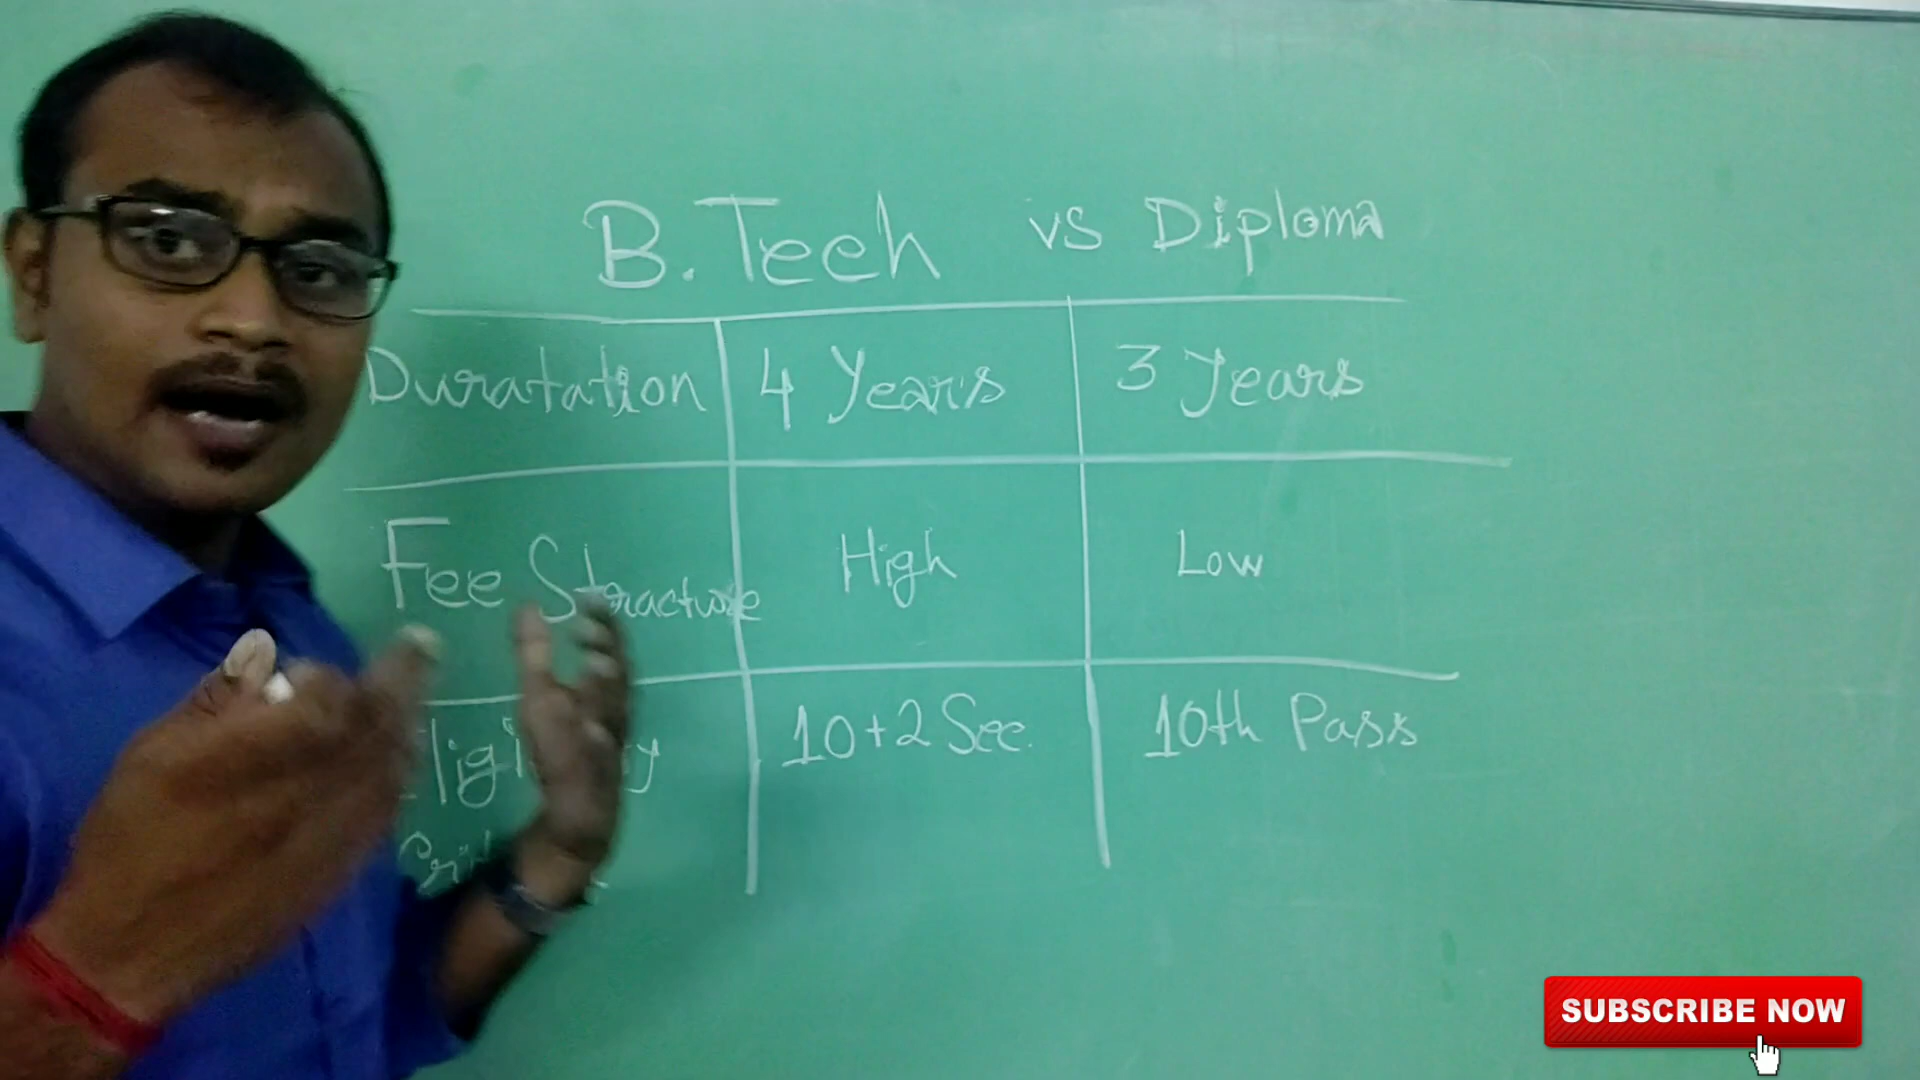 B.Tech vs Diploma
Duratation 4 Years 3 Years
Fee Structure High Low
10+2 Sec. 10th Pass
SUBSCRIBE NOW